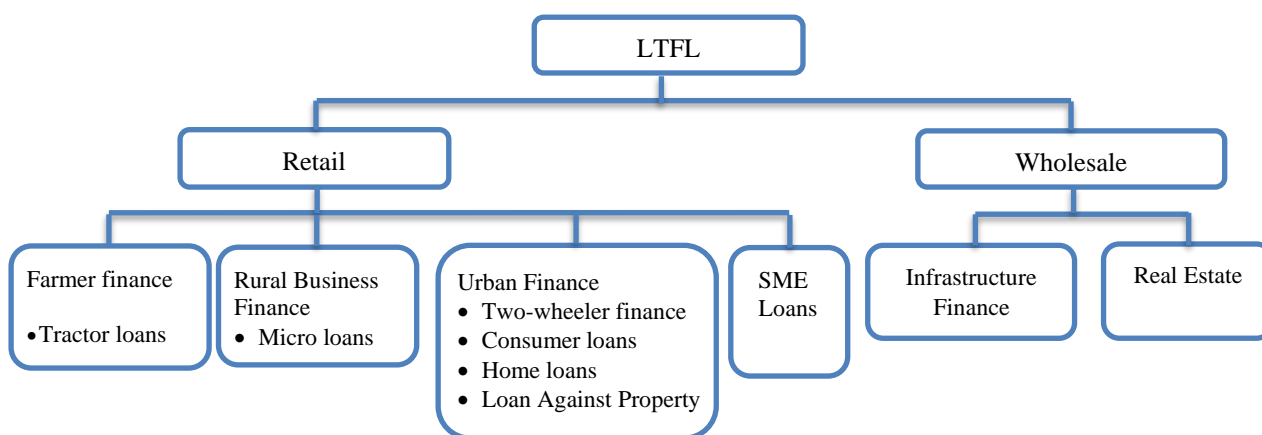 LTFL
Retail
Wholesale
Farmer finance
•Tractor loans
Rural Business
Finance
• Micro loans
Urban Finance
• Two-wheeler finance
• Consumer loans
• Home loans
• Loan Against Property
SME
Loans
Infrastructure
Finance
Real Estate